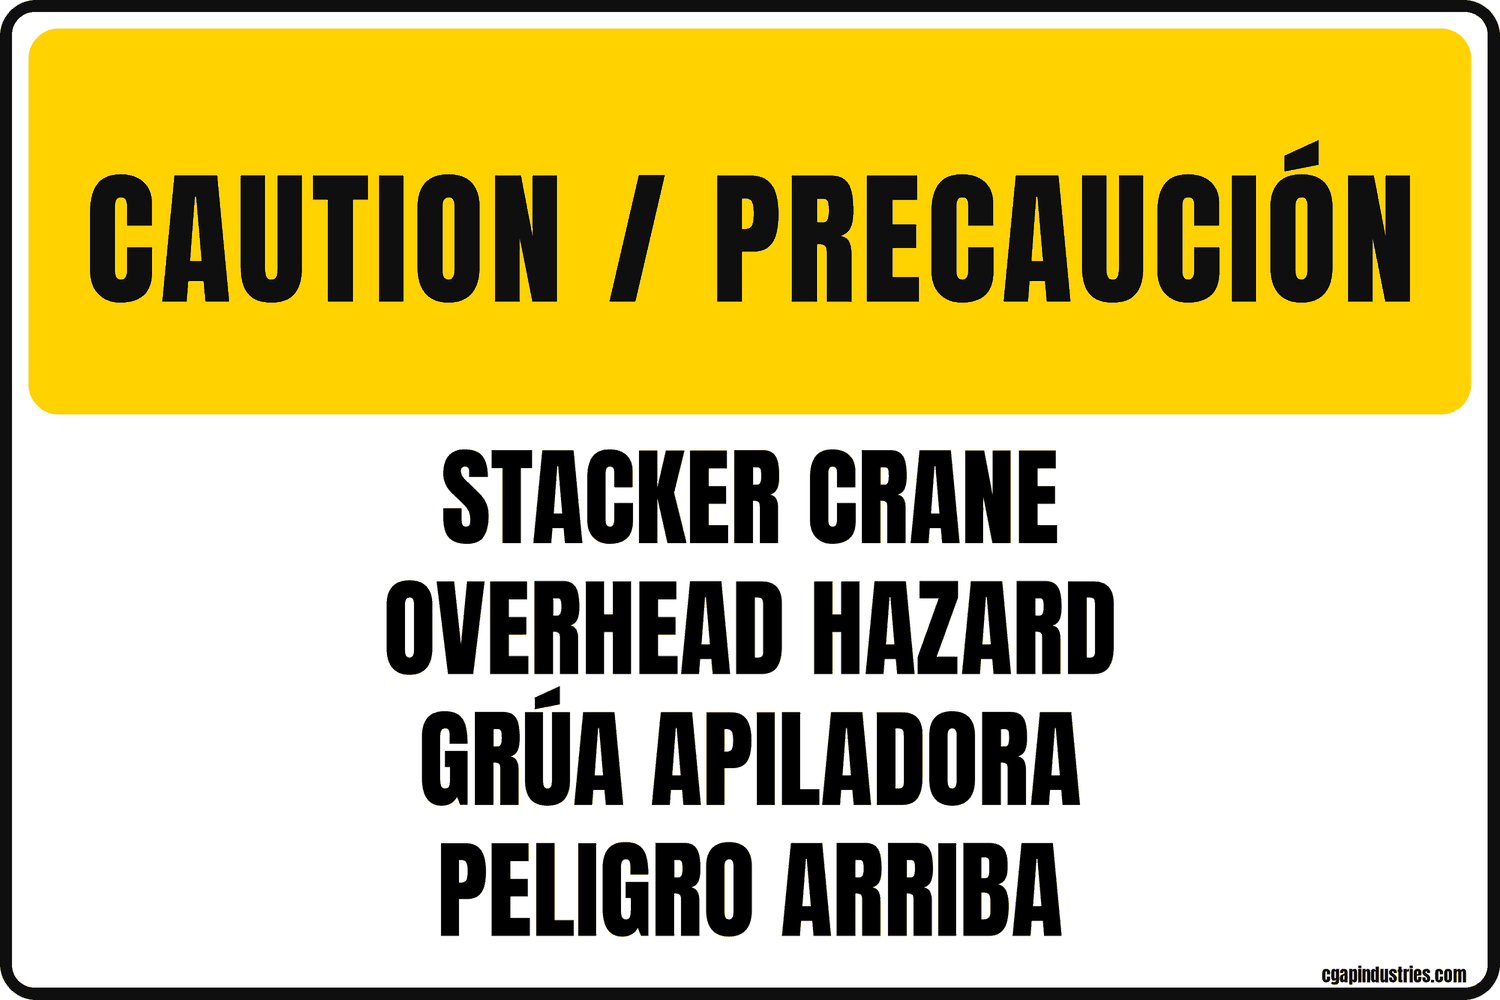 CAUTION / PRECAUCIÓN
STACKER CRANE
OVERHEAD HAZARD
GRÚA APILADORA
PELIGRO ARRIBA
cgapindustries.com